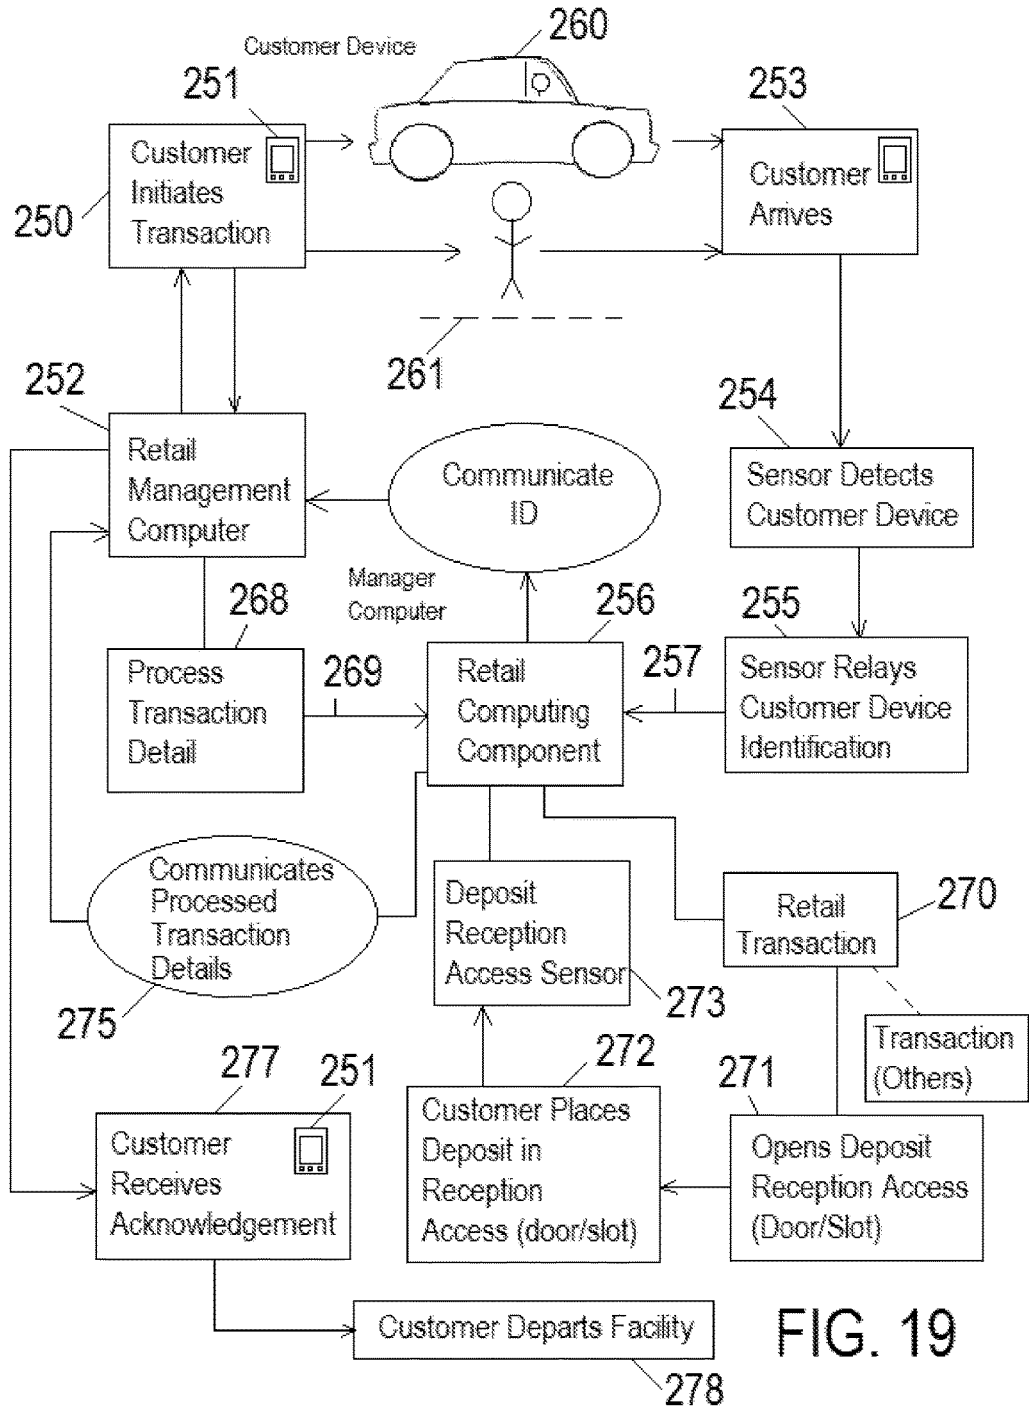 260
Customer Device
251
253
Customer
Initiates
Transaction
Customer
Arrives
250
261
252
254
Retail
Management
Computer
Communicate
ID
Sensor Detects
Customer Device
Manager
Computer
268
256
255
Process
Transaction
Detail
269
Retail
Computing
Component
257
Sensor Relays
Customer Device
Identification
Communicates
Processed
Transaction
Details
275
Deposit
Reception
Access Sensor
273
Retail
Transaction
270
Transaction
(Others)
277
251
272
271
Customer
Receives
Acknowledgement
Customer Places
Deposit in
Reception
Access (door/slot)
Opens Deposit
Reception Access
(Door/Slot)
Customer Departs Facility
278
FIG. 19